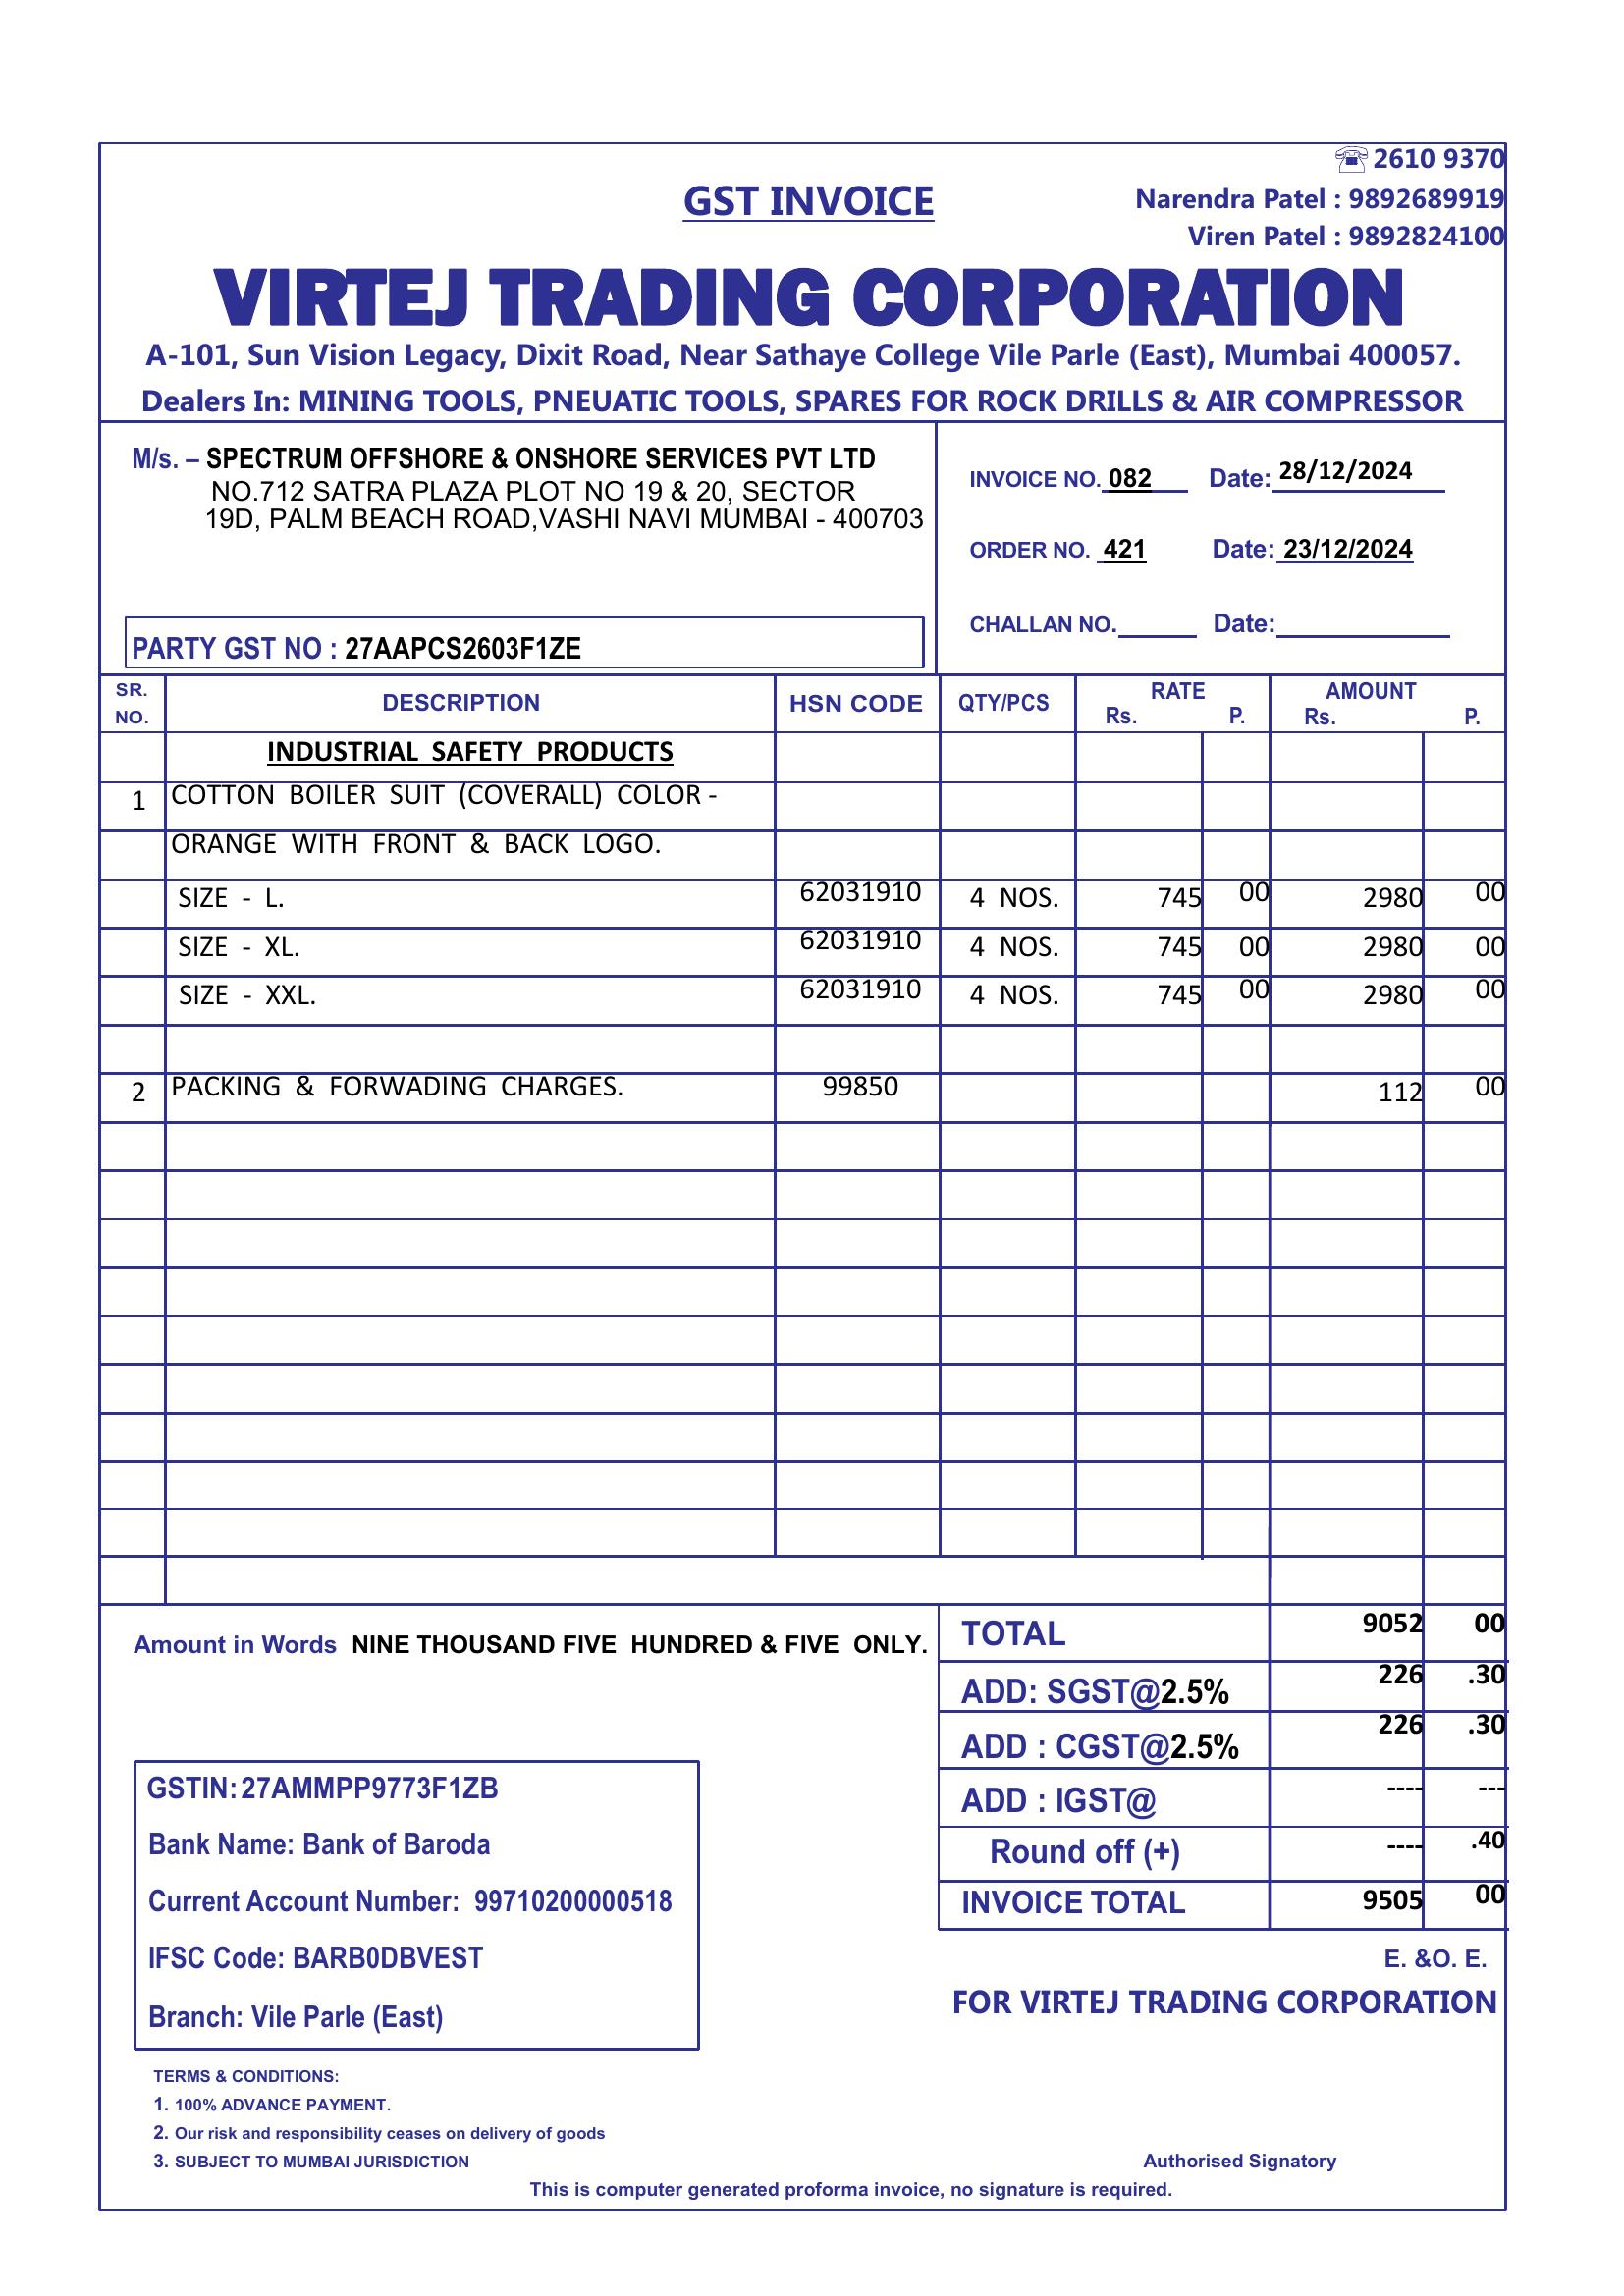 ☏ 2610 9370
GST INVOICE
Narendra Patel : 9892689919
Viren Patel : 9892824100
VIRTEJ TRADING CORPORATION
A-101, Sun Vision Legacy, Dixit Road, Near Sathaye College Vile Parle (East), Mumbai 400057.
Dealers In: MINING TOOLS, PNEUATIC TOOLS, SPARES FOR ROCK DRILLS & AIR COMPRESSOR
M/s. – SPECTRUM OFFSHORE & ONSHORE SERVICES PVT LTD
NO.712 SATRA PLAZA PLOT NO 19 & 20, SECTOR
19D, PALM BEACH ROAD,VASHI NAVI MUMBAI - 400703
PARTY GST NO : 27AAPCS2603F1ZE
INVOICE NO. 082 Date: 28/12/2024
ORDER NO. 421 Date: 23/12/2024
CHALLAN NO.______ Date:____________
SR. NO. DESCRIPTION HSN CODE QTY/PCS RATE Rs. P. AMOUNT Rs. P.
INDUSTRIAL SAFETY PRODUCTS
1 COTTON BOILER SUIT (COVERALL) COLOR -
ORANGE WITH FRONT & BACK LOGO.
SIZE - L. 62031910 4 NOS. 745 00 2980 00
SIZE - XL. 62031910 4 NOS. 745 00 2980 00
SIZE - XXL. 62031910 4 NOS. 745 00 2980 00
2 PACKING & FORWADING CHARGES. 99850 112 00
Amount in Words NINE THOUSAND FIVE HUNDRED & FIVE ONLY.
TOTAL 9052 00
ADD: SGST@2.5% 226 .30
ADD : CGST@2.5% 226 .30
ADD : IGST@ ---- ---
Round off (+) ---- .40
INVOICE TOTAL 9505 00
GSTIN: 27AMMPP9773F1ZB
Bank Name: Bank of Baroda
Current Account Number: 99710200000518
IFSC Code: BARB0DBVEST
Branch: Vile Parle (East)
E. &O. E.
FOR VIRTEJ TRADING CORPORATION
TERMS & CONDITIONS:
1. 100% ADVANCE PAYMENT.
2. Our risk and responsibility ceases on delivery of goods
3. SUBJECT TO MUMBAI JURISDICTION
Authorised Signatory
This is computer generated proforma invoice, no signature is required.